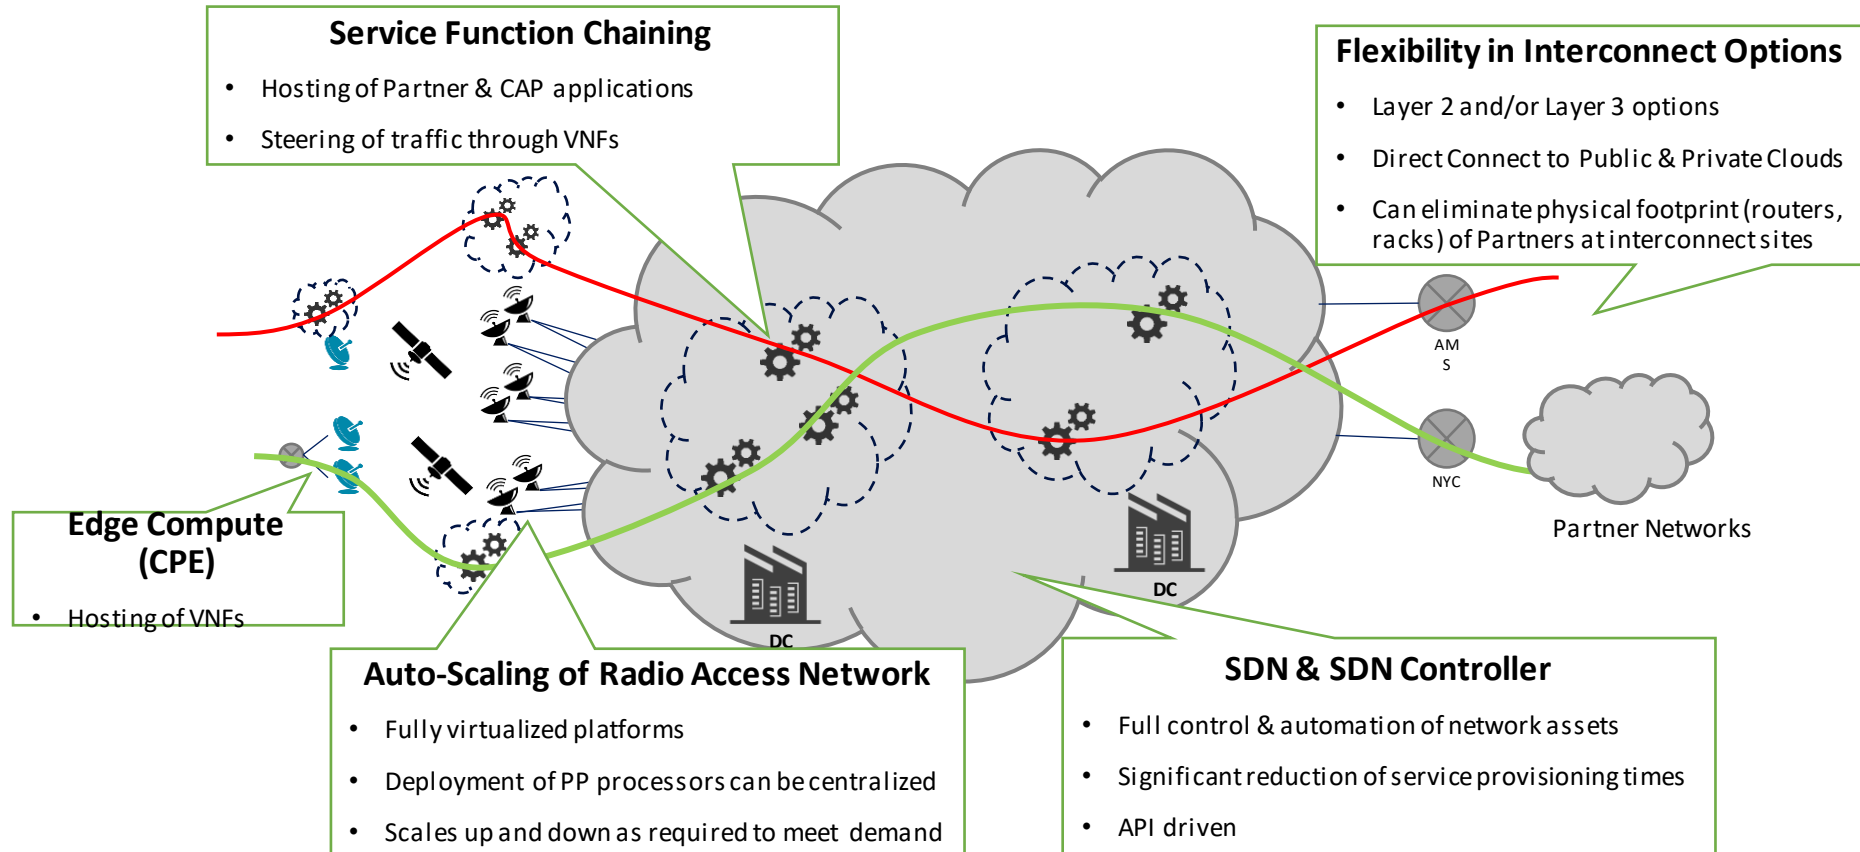 Service Function Chaining
• Hosting of Partner & CAP applications
• Steering of traffic through VNFs
Flexibility in Interconnect Options
• Layer 2 and/or Layer 3 options
• Direct Connect to Public & Private Clouds
• Can eliminate physical footprint (routers,
racks) of Partners at interconnect sites
AM
S
NYC
Partner Networks
Edge Compute
(CPE)
• Hosting of VNFs
DC
DC
Auto-Scaling of Radio Access Network
• Fully virtualized platforms
• Deployment of PP processors can be centralized
• Scales up and down as required to meet demand
SDN & SDN Controller
• Full control & automation of network assets
• Significant reduction of service provisioning times
• API driven